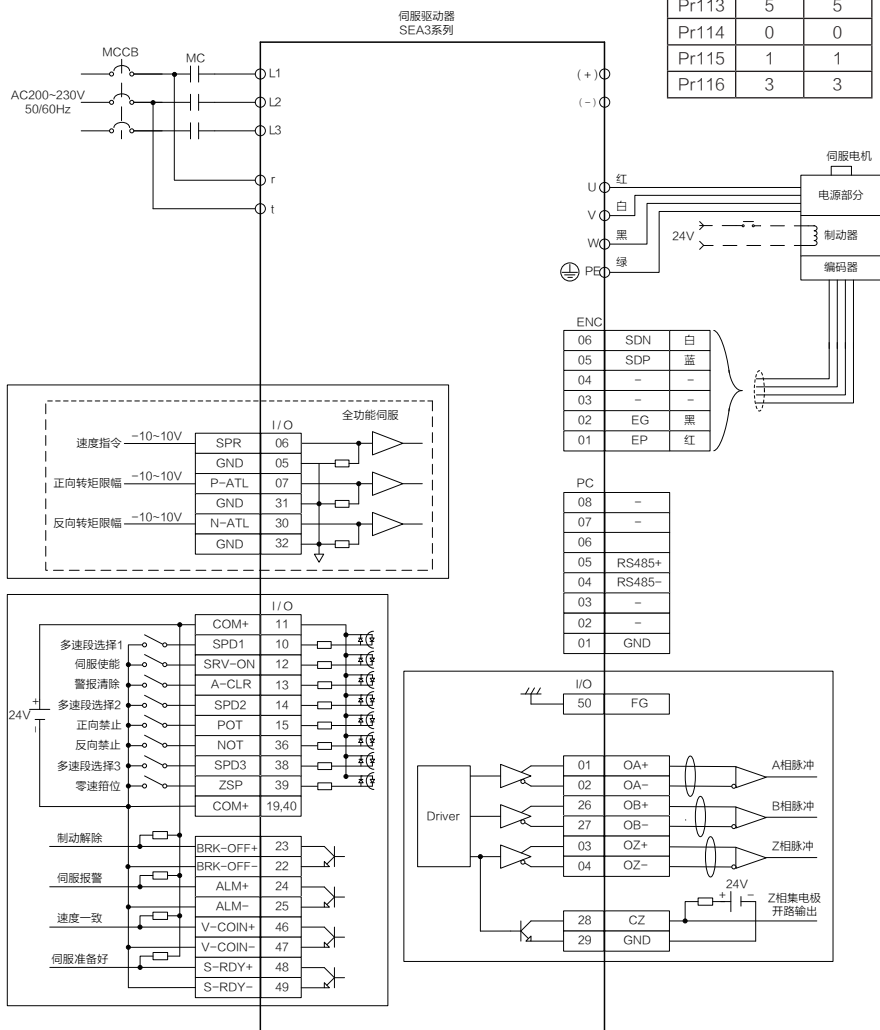 伺服驱动器
SEA3系列
Pr113 5 5
Pr114 0 0
Pr115 1 1
Pr116 3 3
MCCB
MC
L1
AC200~230V
50/60Hz
L2
L3
r
t
(+)
(-)
伺服电机
U 红
电源部分
V 白
W 黑
24V
制动器
PE 绿
编码器
ENC
06 SDN 白
05 SDP 蓝
04 - -
03 - -
02 EG 黑
01 EP 红
全功能伺服
I/O
速度指令 -10~10V SPR 06
GND 05
正向转矩限幅 -10~10V P-ATL 07
GND 31
反向转矩限幅 -10~10V N-ATL 30
GND 32
PC
08 -
07 -
06
05 RS485+
04 RS485-
03 -
02 -
01 GND
I/O
COM+ 11
多速段选择1 SPD1 10
伺服使能 SRV-ON 12
警报清除 A-CLR 13
多速段选择2 SPD2 14
24V
+
-
正向禁止 POT 15
反向禁止 NOT 36
多速段选择3 SPD3 38
零速箝位 ZSP 39
COM+ 19,40
制动解除 BRK-OFF+ 23
BRK-OFF- 22
伺服报警 ALM+ 24
ALM- 25
速度一致 V-COIN+ 46
V-COIN- 47
伺服准备好 S-RDY+ 48
S-RDY- 49
I/O
50 FG
Driver
01 OA+ A相脉冲
02 OA-
26 OB+ B相脉冲
27 OB-
03 OZ+ Z相脉冲
04 OZ-
24V
+ -
28 CZ
29 GND
Z相集电极
开路输出